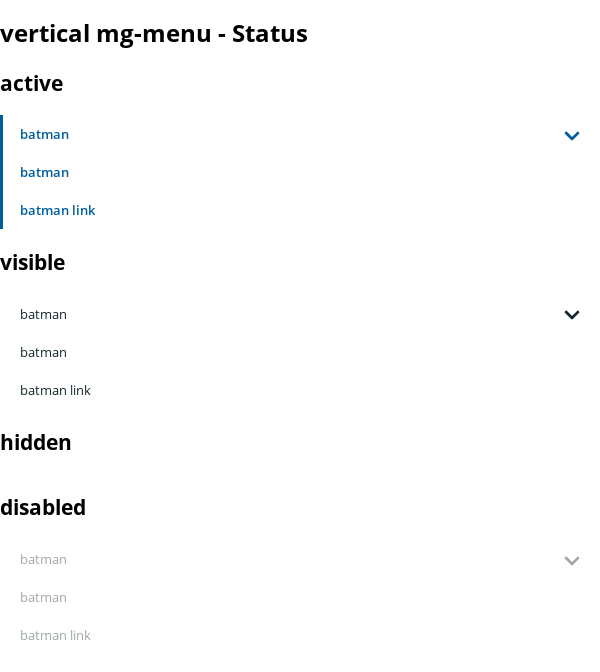 vertical mg-menu - Status
active
batman
batman
batman link
visible
batman
batman
batman link
hidden
disabled
batman
batman
batman link